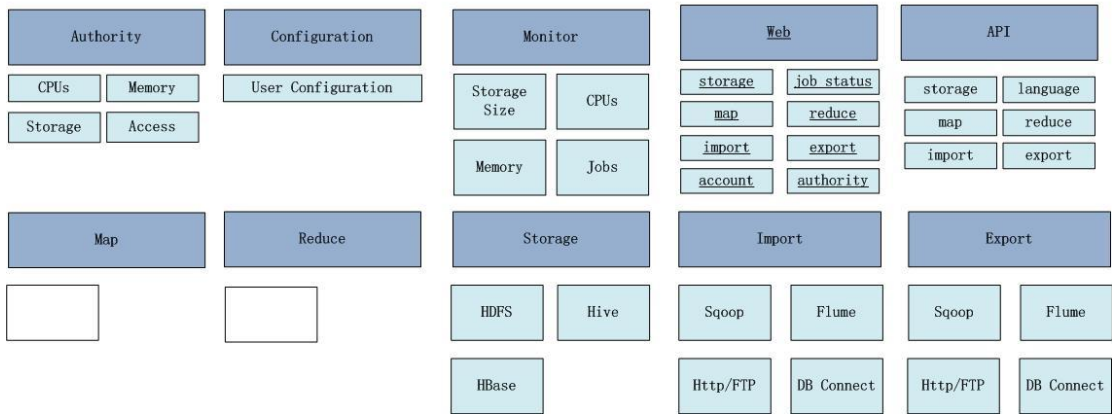 Authority
Configuration
Monitor
Web
API
CPUs
Memory
Storage
Access
User Configuration
Storage
Size
CPUs
Memory
Jobs
storage
job status
map
reduce
import
export
account
authority
storage
language
map
reduce
import
export
Map
Reduce
Storage
Import
Export
HDFS
Hive
HBase
Sqoop
Flume
Http/FTP
DB Connect
Sqoop
Flume
Http/FTP
DB Connect